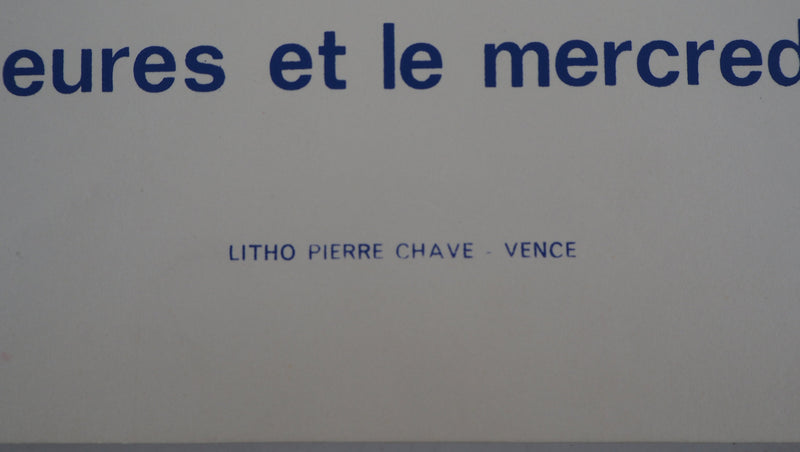 eures et le mercred
LITHO PIERRE CHAVE - VENCE